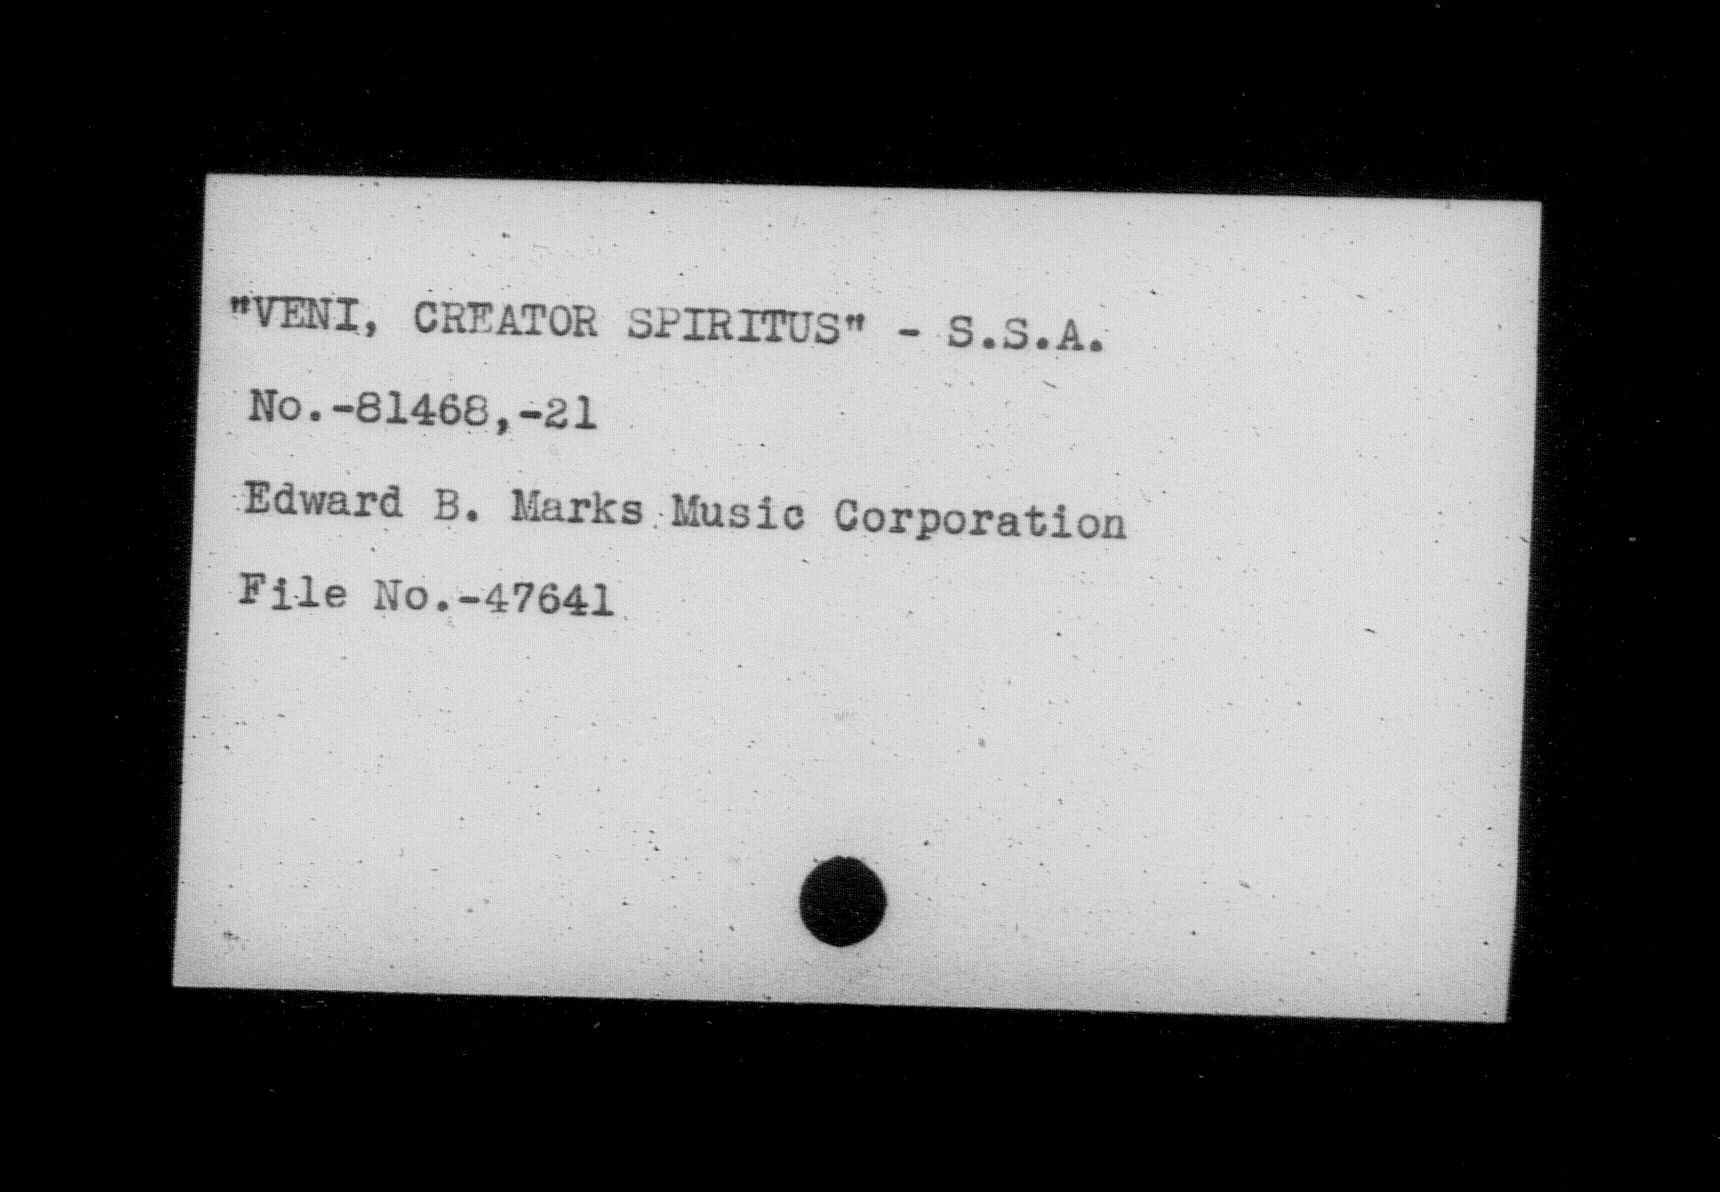 "VENI, CREATOR SPIRITUS" - S.S.A.
No.-81468,-21
Edward B. Marks Music Corporation
File No.-47641